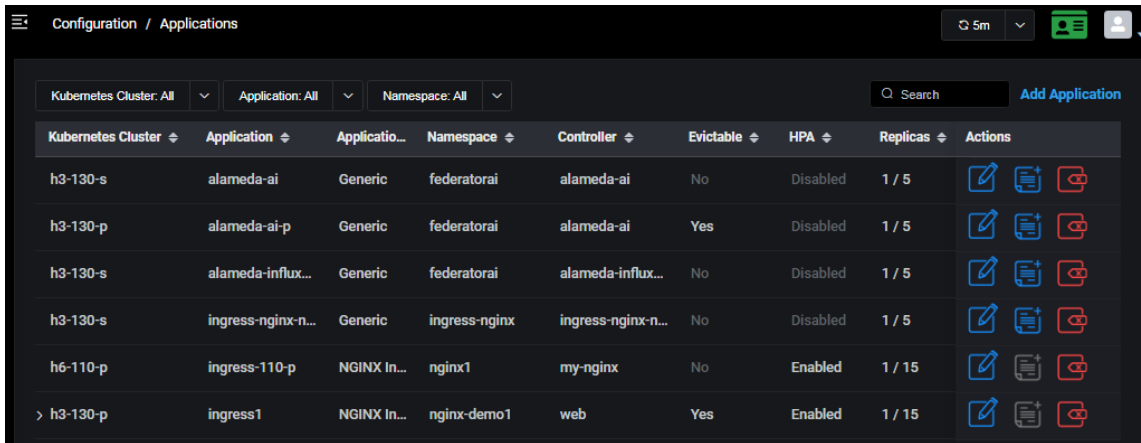 Configuration / Applications
5m
Kubernetes Cluster: All Application: All Namespace: All Search Add Application
Kubernetes Cluster Application Applicatio... Namespace Controller Evictable HPA Replicas Actions
h3-130-s alameda-ai Generic federatorai alameda-ai No Disabled 1 / 5
h3-130-p alameda-ai-p Generic federatorai alameda-ai Yes Disabled 1 / 5
h3-130-s alameda-influx... Generic federatorai alameda-influx... No Disabled 1 / 5
h3-130-s ingress-nginx-n... Generic ingress-nginx ingress-nginx-n... No Disabled 1 / 5
h6-110-p ingress-110-p NGINX In... nginx1 my-nginx No Enabled 1 / 15
h3-130-p ingress1 NGINX In... nginx-demo1 web Yes Enabled 1 / 15